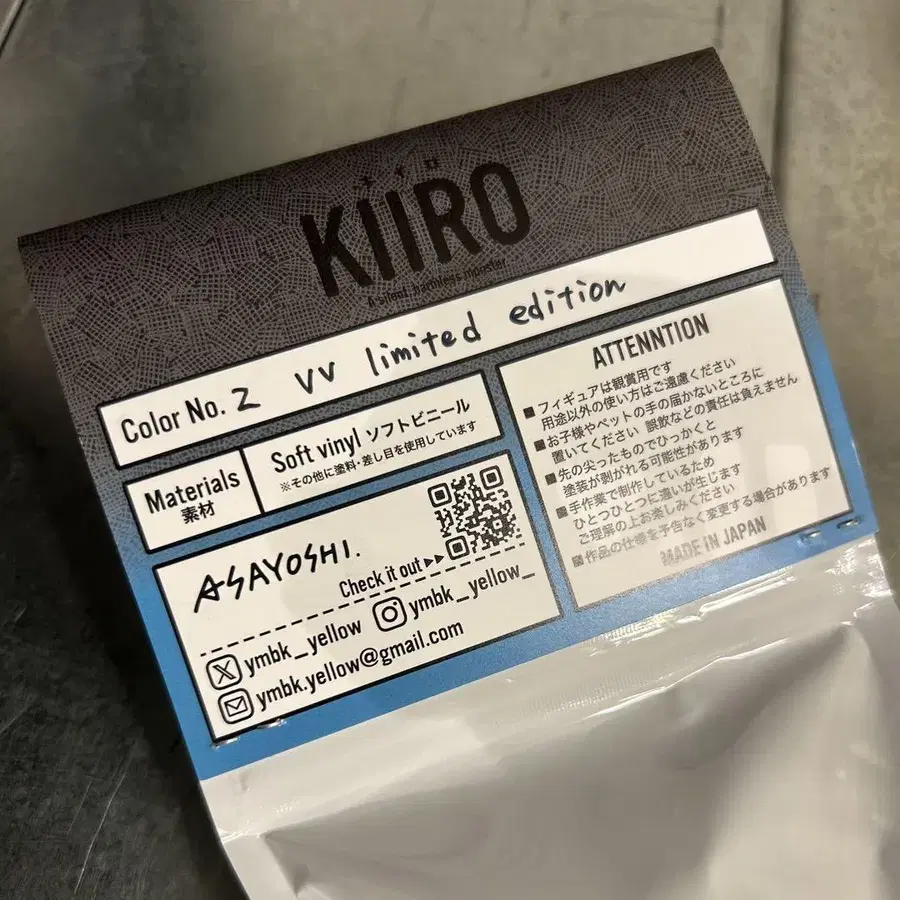 キイロ
KIIRO
A silent, harmless monster
Color No. 2 VV limited edition
Materials
素材
Soft vinyl ソフトビニール
※その他に塗料・差し目を使用しています
ASAYOSHI.
Check it out ▶▶
ymbk_yellow
ymbk_yellow_
ymbk.yellow@gmail.com
ATTENNTION
■フィギュアは観賞用です
用途以外の使い方はご遠慮ください
■お子様やペットの手の届かないところに
置いてください 誤飲などの責任は負えません
■先の尖ったものでひっかくと
塗装が剥がれる可能性があります
■手作業で制作しているため
ひとつひとつに違いが生じます
ご理解の上お楽しみください
■作品の仕様を予告なく変更する場合があります
MADE IN JAPAN